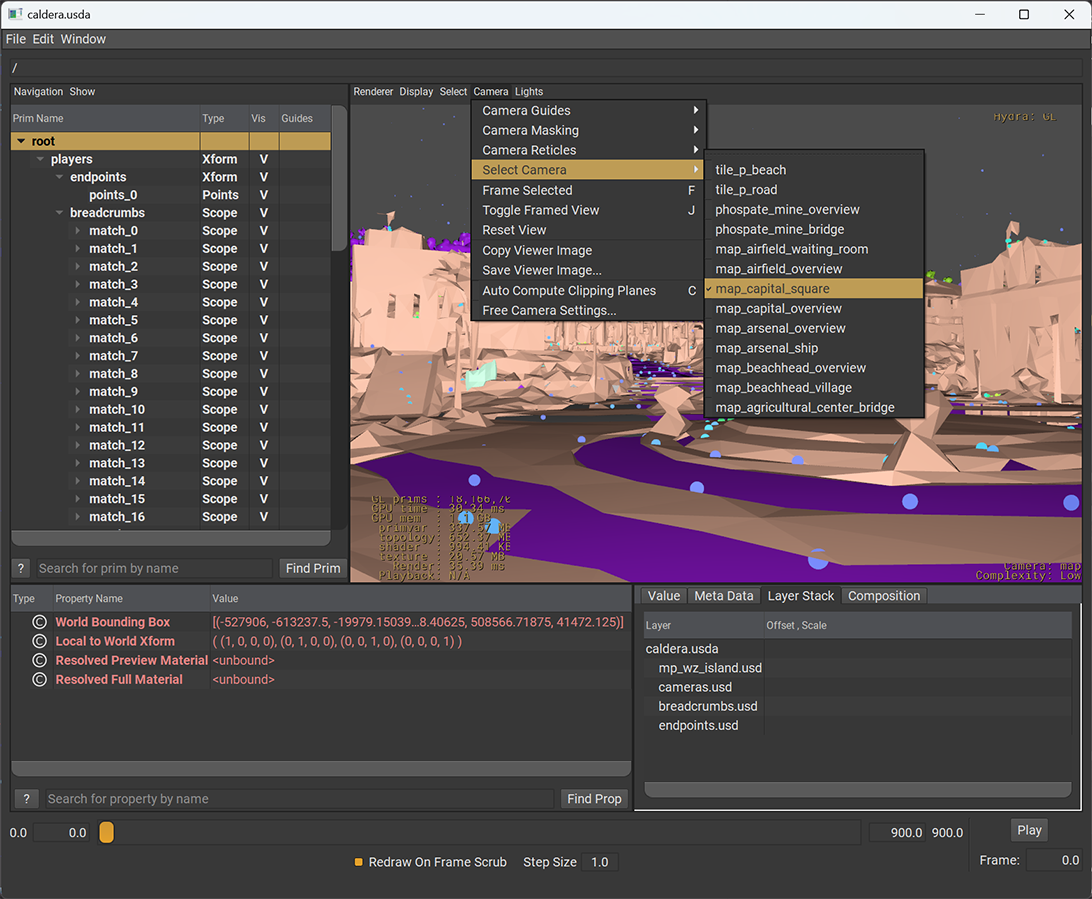 caldera.usda
File Edit Window
/
Navigation Show
Prim Name Type Vis Guides
root
players Xform V
endpoints Xform V
points_0 Points V
breadcrumbs Scope V
match_0 Scope V
match_1 Scope V
match_2 Scope V
match_3 Scope V
match_4 Scope V
match_5 Scope V
match_6 Scope V
match_7 Scope V
match_8 Scope V
match_9 Scope V
match_10 Scope V
match_11 Scope V
match_12 Scope V
match_13 Scope V
match_14 Scope V
match_15 Scope V
match_16 Scope V
? Search for prim by name Find Prim
Renderer Display Select Camera Lights
Hydra: GL
Camera Guides
Camera Masking
Camera Reticles
Select Camera
Frame Selected F
Toggle Framed View J
Reset View
Copy Viewer Image
Save Viewer Image...
Auto Compute Clipping Planes C
Free Camera Settings...
tile_p_beach
tile_p_road
phospate_mine_overview
phospate_mine_bridge
map_airfield_waiting_room
map_airfield_overview
map_capital_square
map_capital_overview
map_arsenal_overview
map_arsenal_ship
map_beachhead_overview
map_beachhead_village
map_agricultural_center_bridge
GL prims :
GPU time : 30.34 ms
GPU mem :
primvar :
topology: 652.37 MB
shader :
texture : 20.57 MB
Render: 35.39 ms
Playback: N/A
Camera: map
Complexity: Low
Type Property Name Value
World Bounding Box [(-527906, -613237.5, -19979.15039...8.40625, 508566.71875, 41472.125)]
Local to World Xform ( (1, 0, 0, 0), (0, 1, 0, 0), (0, 0, 1, 0), (0, 0, 0, 1) )
Resolved Preview Material <unbound>
Resolved Full Material <unbound>
? Search for property by name Find Prop
Value Meta Data Layer Stack Composition
Layer Offset , Scale
caldera.usda
mp_wz_island.usd
cameras.usd
breadcrumbs.usd
endpoints.usd
0.0 0.0 900.0 900.0 Play
Redraw On Frame Scrub Step Size 1.0 Frame: 0.0